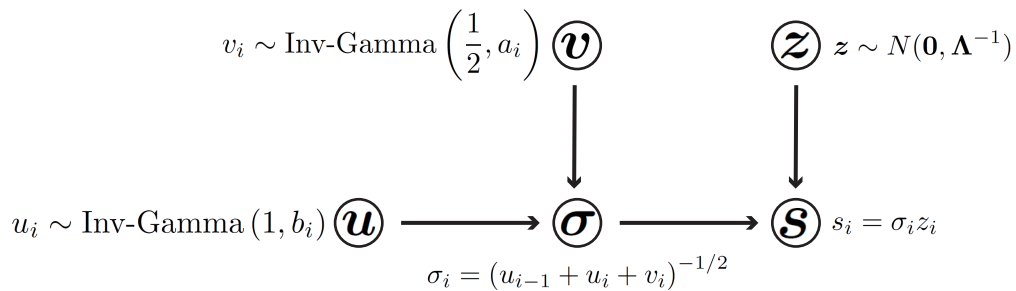 v_i ∼ Inv-Gamma (1/2, a_i) v z z ∼ N(0, Λ^{-1})
u_i ∼ Inv-Gamma (1, b_i) u σ s s_i = σ_i z_i
σ_i = (u_{i-1} + u_i + v_i)^{-1/2}